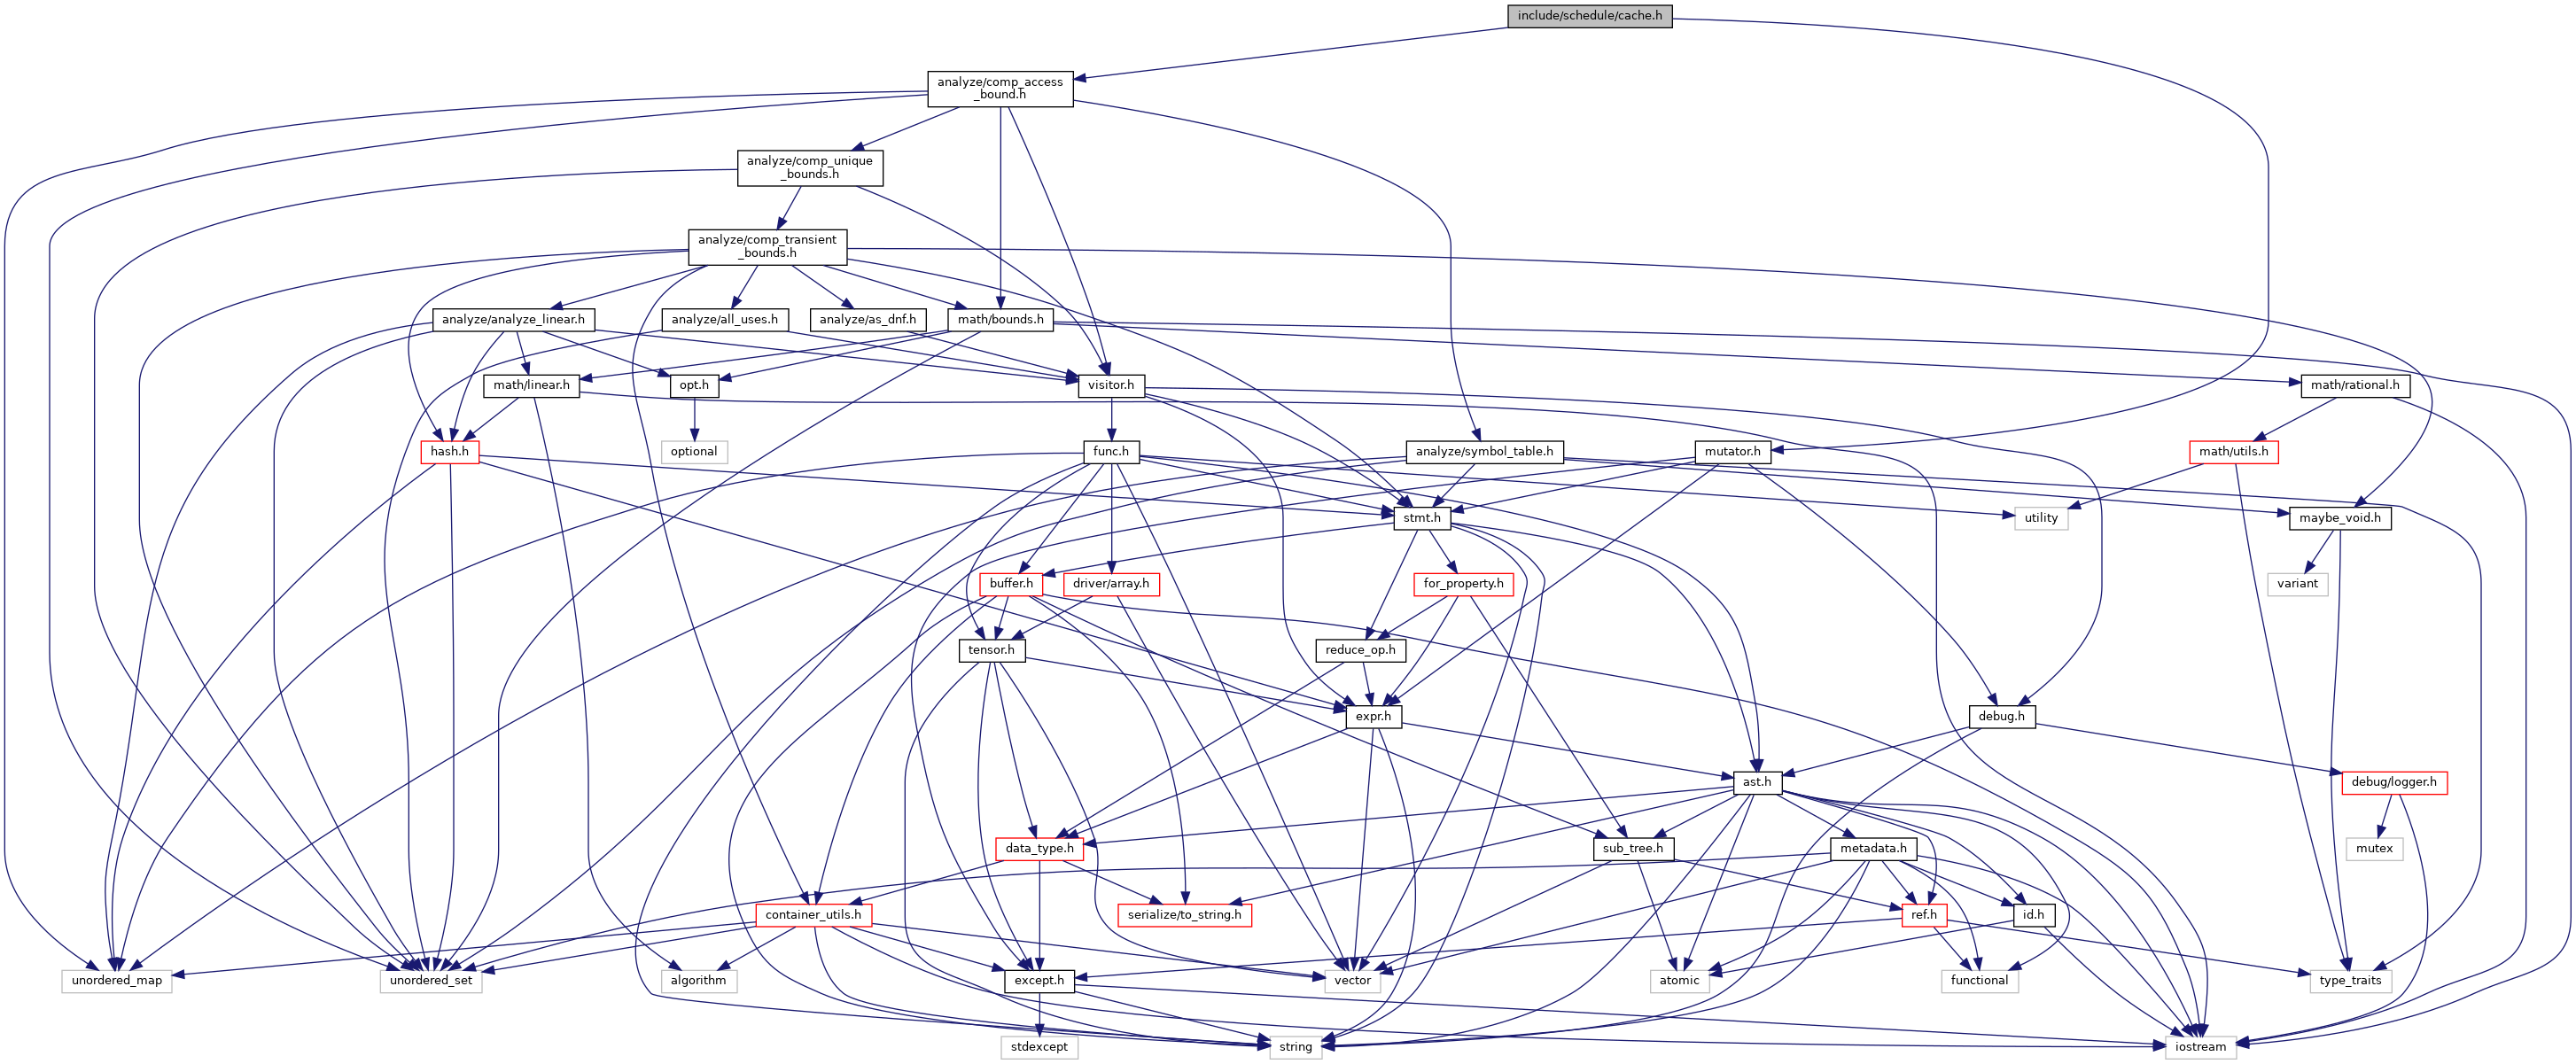 include/schedule/cache.h
analyze/comp_access
_bound.h
analyze/comp_unique
_bounds.h
analyze/comp_transient
_bounds.h
analyze/analyze_linear.h
analyze/all_uses.h
analyze/as_dnf.h
math/bounds.h
math/linear.h
opt.h
visitor.h
math/rational.h
hash.h
optional
func.h
analyze/symbol_table.h
mutator.h
math/utils.h
stmt.h
utility
maybe_void.h
buffer.h
driver/array.h
for_property.h
variant
tensor.h
reduce_op.h
expr.h
debug.h
ast.h
debug/logger.h
data_type.h
sub_tree.h
metadata.h
mutex
container_utils.h
serialize/to_string.h
ref.h
id.h
unordered_map
unordered_set
algorithm
except.h
vector
atomic
functional
type_traits
stdexcept
string
iostream